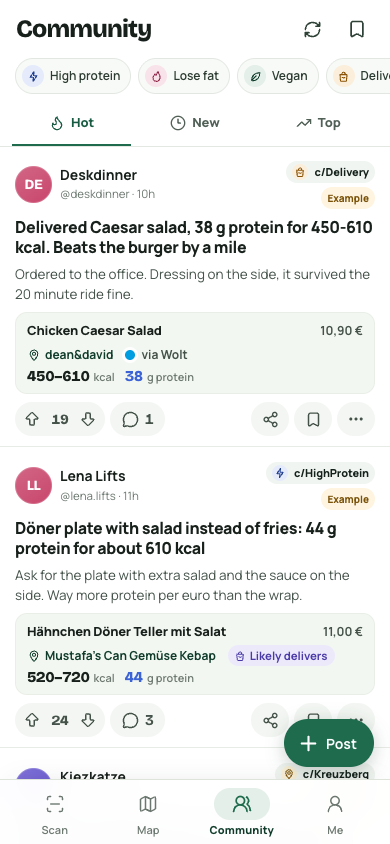 Community
High protein
Lose fat
Vegan
Hot
New
Top
DE
Deskdinner
@deskdinner · 10h
c/Delivery
Example
Delivered Caesar salad, 38 g protein for 450-610
kcal. Beats the burger by a mile
Ordered to the office. Dressing on the side, it survived the
20 minute ride fine.
Chicken Caesar Salad 10,90 €
dean&david via Wolt
450–610 kcal 38 g protein
19 1
LL
Lena Lifts
@lena.lifts · 11h
c/HighProtein
Example
Döner plate with salad instead of fries: 44 g
protein for about 610 kcal
Ask for the plate with extra salad and the sauce on the
side. Way more protein per euro than the wrap.
Hähnchen Döner Teller mit Salat 11,00 €
Mustafa's Can Gemüse Kebap Likely delivers
520–720 kcal 44 g protein
24 3
Post
Kiezkatze
c/Kreuzberg
Scan Map Community Me